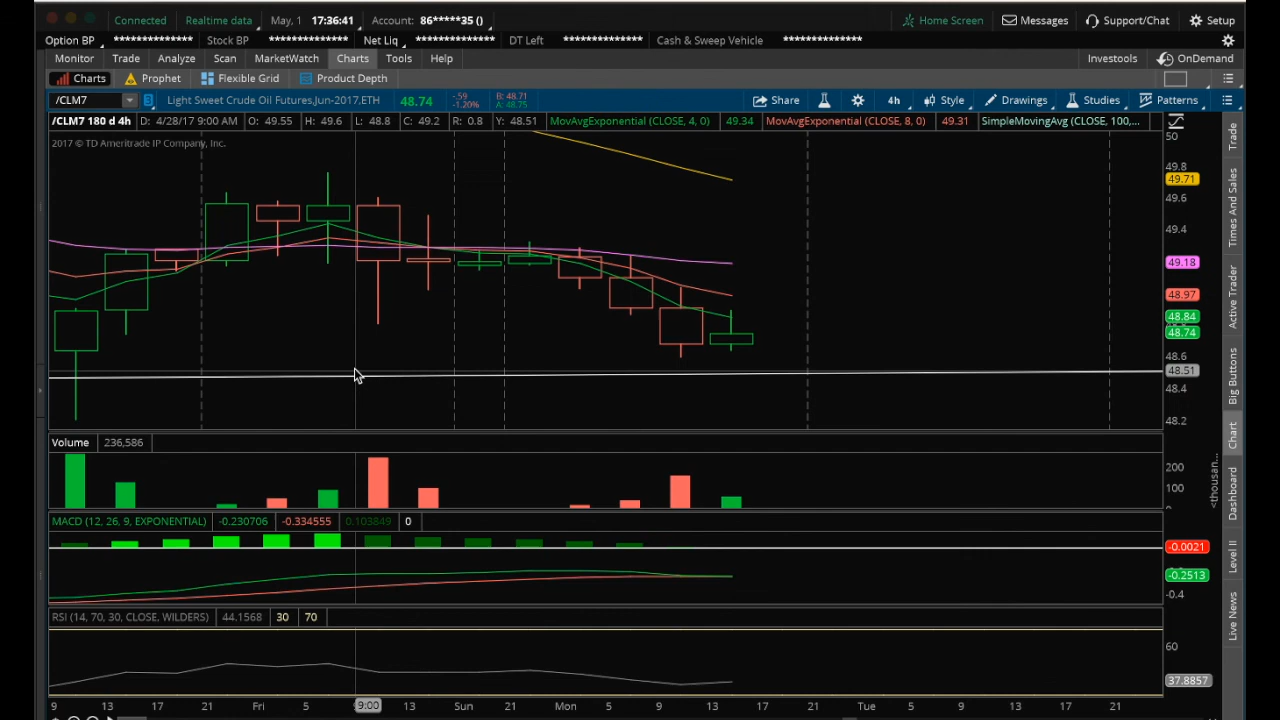 Connected Realtime data May, 1 17:36:41 Account: 86*****35 () Home Screen Messages Support/Chat Setup
Option BP ************** Stock BP ************** Net Liq ************** DT Left ************** Cash & Sweep Vehicle **************
Monitor Trade Analyze Scan MarketWatch Charts Tools Help Investools OnDemand
Charts Prophet Flexible Grid Product Depth
/CLM7 3 Light Sweet Crude Oil Futures,Jun-2017,ETH 48.74 -.59 -1.20% B: 48.71 A: 48.75 Share 4h Style Drawings Studies Patterns
/CLM7 180 d 4h D: 4/28/17 9:00 AM O: 49.55 H: 49.6 L: 48.8 C: 49.2 R: 0.8 Y: 48.51 MovAvgExponential (CLOSE, 4, 0) 49.34 MovAvgExponential (CLOSE, 8, 0) 49.31 SimpleMovingAvg (CLOSE, 100,...
2017 © TD Ameritrade IP Company, Inc.
50
49.8
49.71
49.6
49.4
49.18
48.97
48.84
48.74
48.6
48.51
48.4
48.2
Volume 236,586
200
100
<thousan...
MACD (12, 26, 9, EXPONENTIAL) -0.230706 -0.334555 0.103849 0
-0.0021
-0.2513
-0.4
RSI (14, 70, 30, CLOSE, WILDERS) 44.1568 30 70
60
37.8857
9 13 17 21 Fri 5 9:00 13 Sun 21 Mon 5 9 13 17 21 Tue 5 9 13 17 21
Trade
Times And Sales
Active Trader
Big Buttons
Chart
Dashboard
Level II
Live News